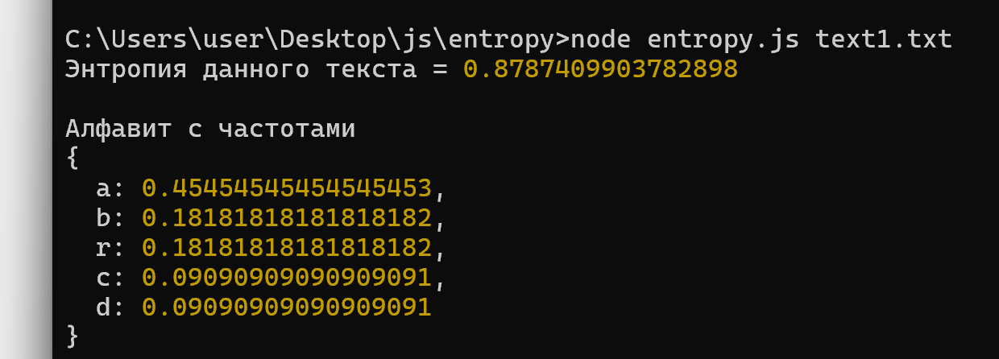 C:\Users\user\Desktop\js\entropy>node entropy.js text1.txt
Энтропия данного текста = 0.8787409903782898
Алфавит с частотами
{
a: 0.45454545454545453,
b: 0.18181818181818182,
r: 0.18181818181818182,
c: 0.09090909090909091,
d: 0.09090909090909091
}